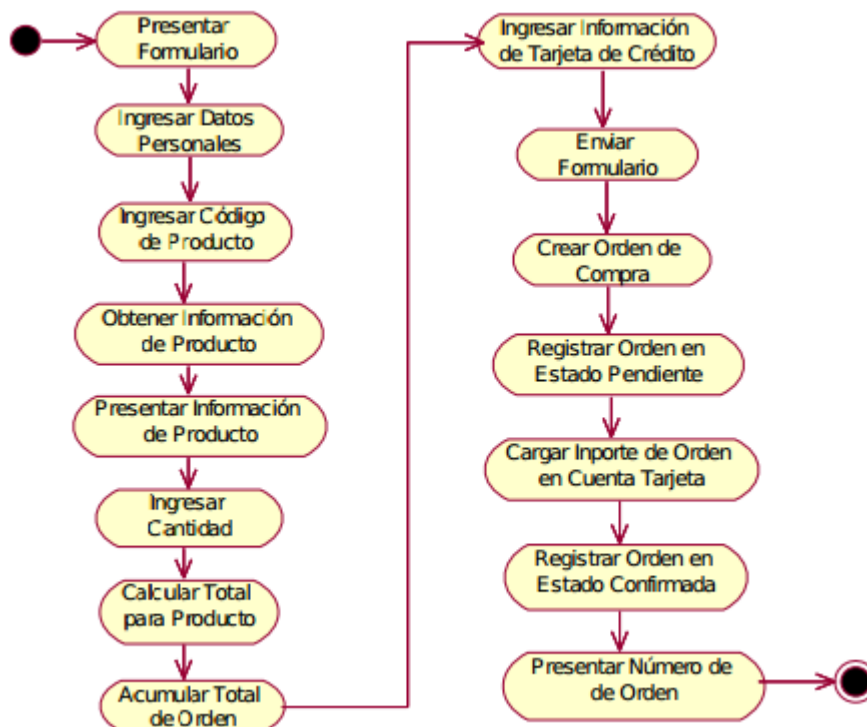 Presentar
Formulario
Ingresar Datos
Personales
Ingresar Código
de Producto
Obtener Información
de Producto
Presentar Información
de Producto
Ingresar
Cantidad
Calcular Total
para Producto
Acumular Total
de Orden
Ingresar Información
de Tarjeta de Crédito
Enviar
Formulario
Crear Orden de
Compra
Registrar Orden en
Estado Pendiente
Cargar Inporte de Orden
en Cuenta Tarjeta
Registrar Orden en
Estado Confirmada
Presentar Número de
de Orden